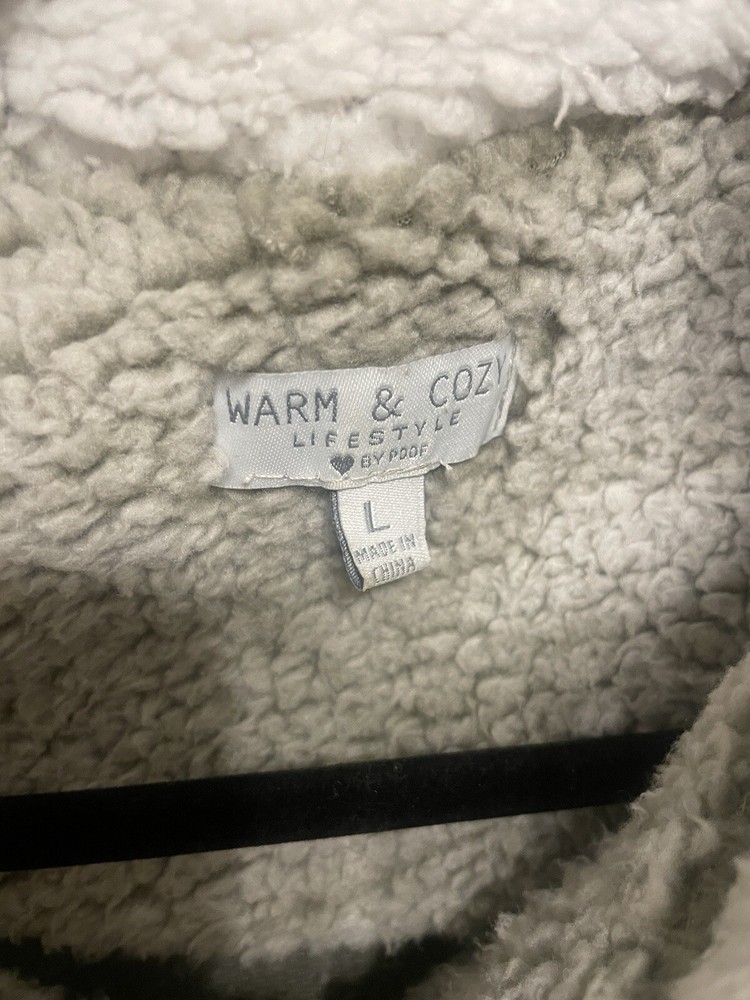 WARM & COZY
LIFESTYLE
BY POOF
L
MADE IN
CHINA